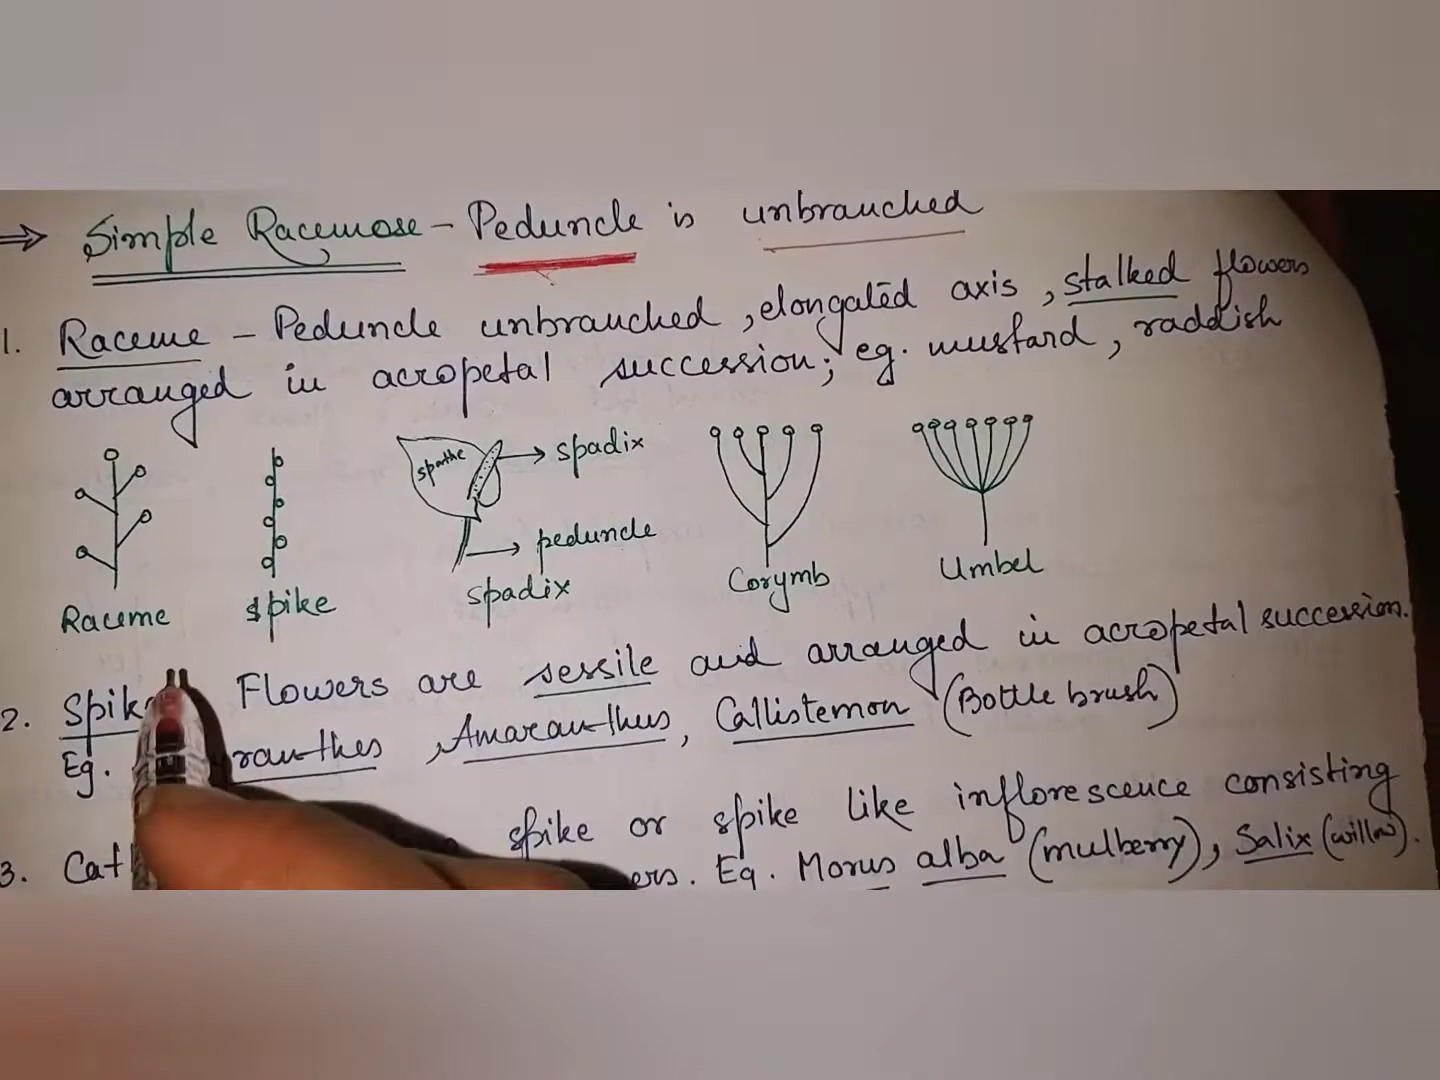 ⇒ Simple Racemose - Peduncle is unbranched
1. Raceme - Peduncle unbranched, elongated axis, stalked flowers
arranged in acropetal succession; eg. mustard, raddish
spathe
→ spadix
→ peduncle
Raceme
spike
spadix
Corymb
Umbel
2. Spike Flowers are sessile and arranged in acropetal succession.
Eg. ranthes, Amaranthus, Callistemon (Bottle brush)
3. Cat spike or spike like inflorescence consisting
ers. Eg. Morus alba (mulberry), Salix (willow).